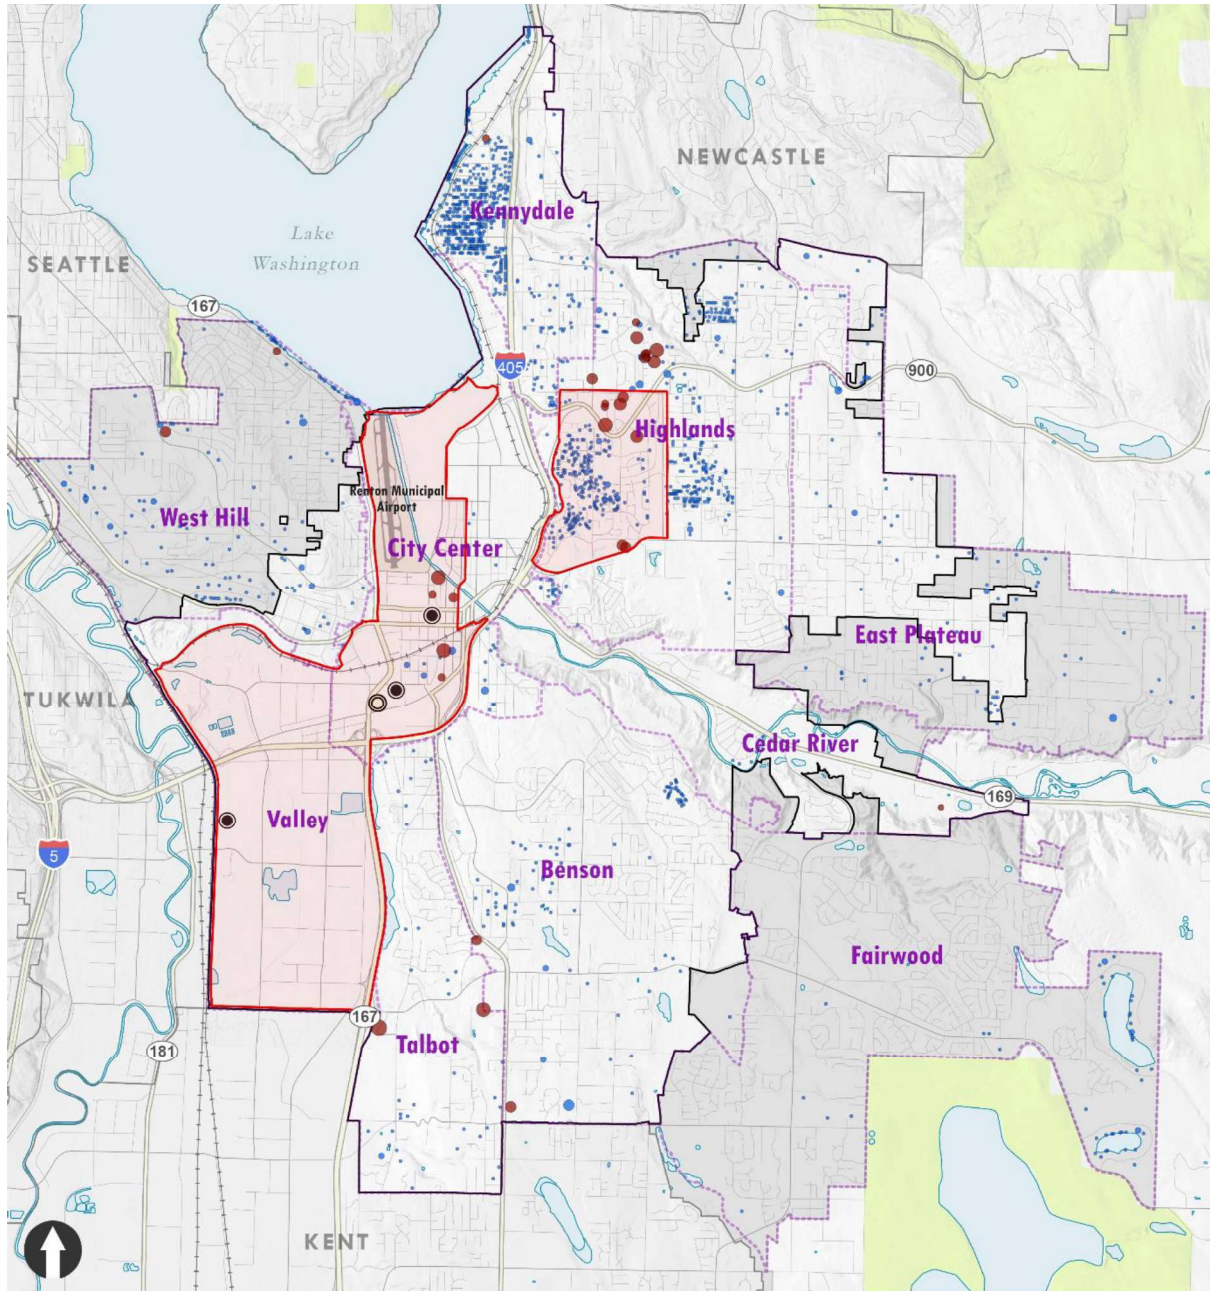 NEWCASTLE
Kennydale
Lake
Washington
SEATTLE
167
405
900
Highlands
Renton Municipal
Airport
West Hill
City Center
East Plateau
TUKWILA
Cedar River
169
Valley
5
Benson
Fairwood
167
181
Talbot
KENT